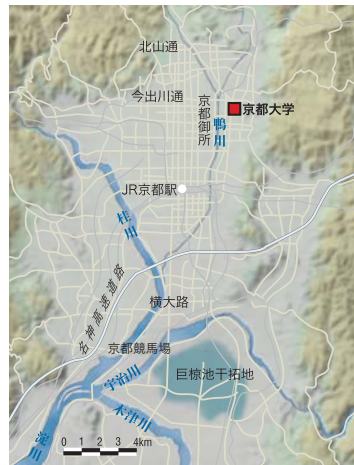 北山通
今出川通
京都御所
鴨川
京都大学
JR京都駅
桂川
名神高速道路
横大路
京都競馬場
宇治川
巨椋池干拓地
木津川
淀川
0 1 2 3 4km